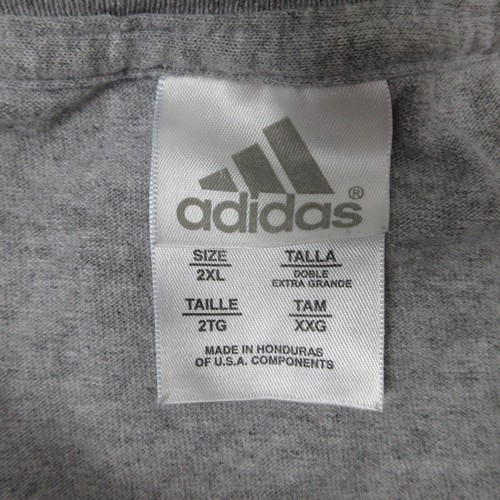 adidas®
SIZE TALLA
2XL DOBLE
EXTRA GRANDE
TAILLE TAM
2TG XXG
MADE IN HONDURAS
OF U.S.A. COMPONENTS